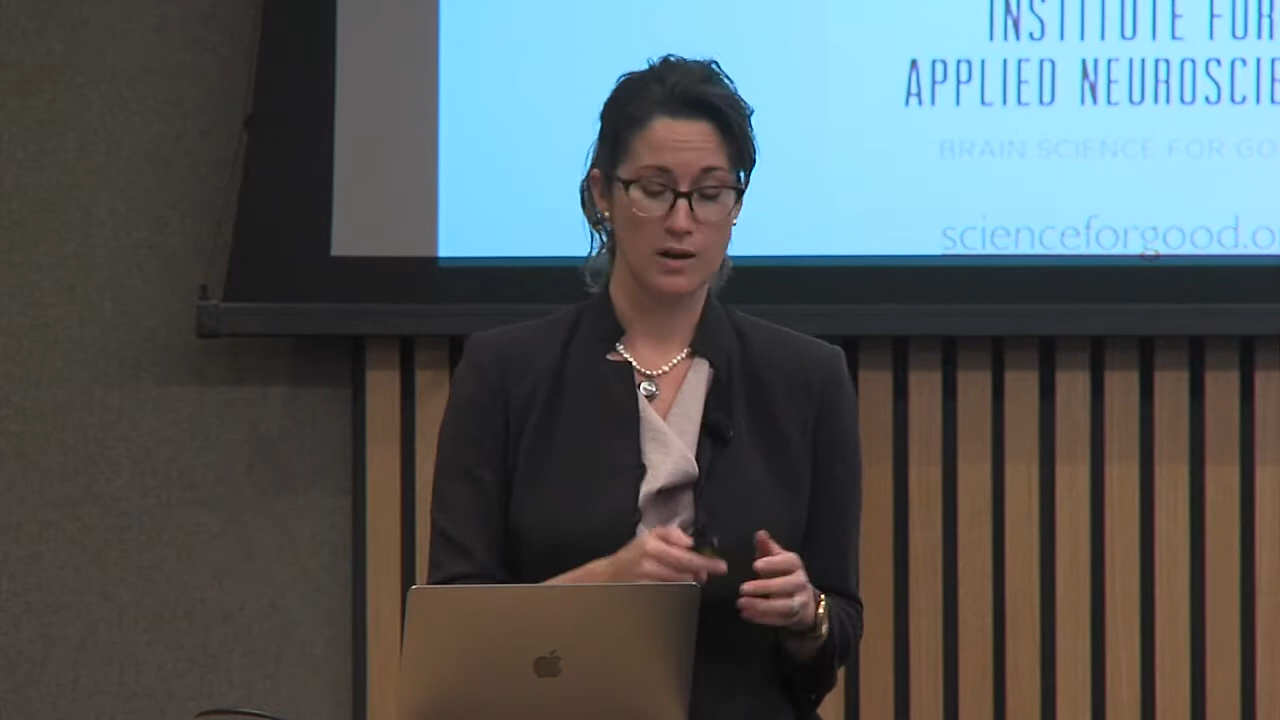 INSTITUTE FOR
APPLIED NEUROSCIE
BRAIN SCIENCE FOR GO
scienceforgood.o